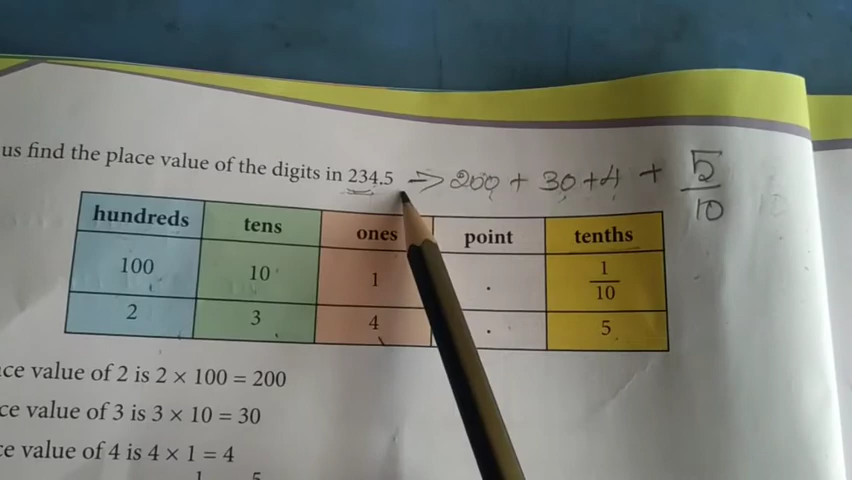 us find the place value of the digits in 234.5 => 200 + 30 + 4 + 5/10
hundreds tens ones point tenths
100 10 1 . 1/10
2 3 4 . 5
ce value of 2 is 2 × 100 = 200
ce value of 3 is 3 × 10 = 30
ce value of 4 is 4 × 1 = 4